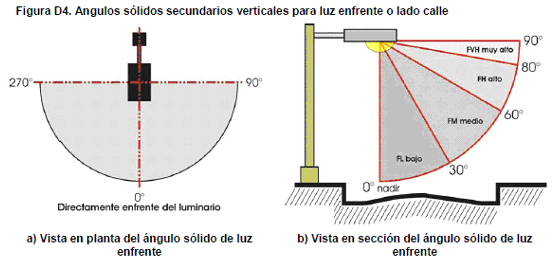 Figura D4. Angulos sólidos secundarios verticales para luz enfrente o lado calle
270°
90°
0°
Directamente enfrente del luminario
a) Vista en planta del ángulo sólido de luz
enfrente
90°
FVH muy alto
80°
FH alto
60°
FM medio
FL bajo
30°
0° nadir
b) Vista en sección del ángulo sólido de luz
enfrente